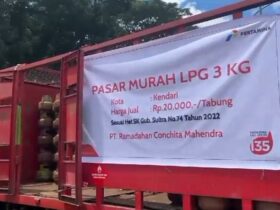 PERTAMINA
PASAR MURAH LPG 3 KG
Kota : Kendari
Harga Jual : Rp.20.000,-/Tabung
Sesuai Het SK Gub. Sultra No.74 Tahun 2022
PT. Ramadahan Conchita Mahendra
135